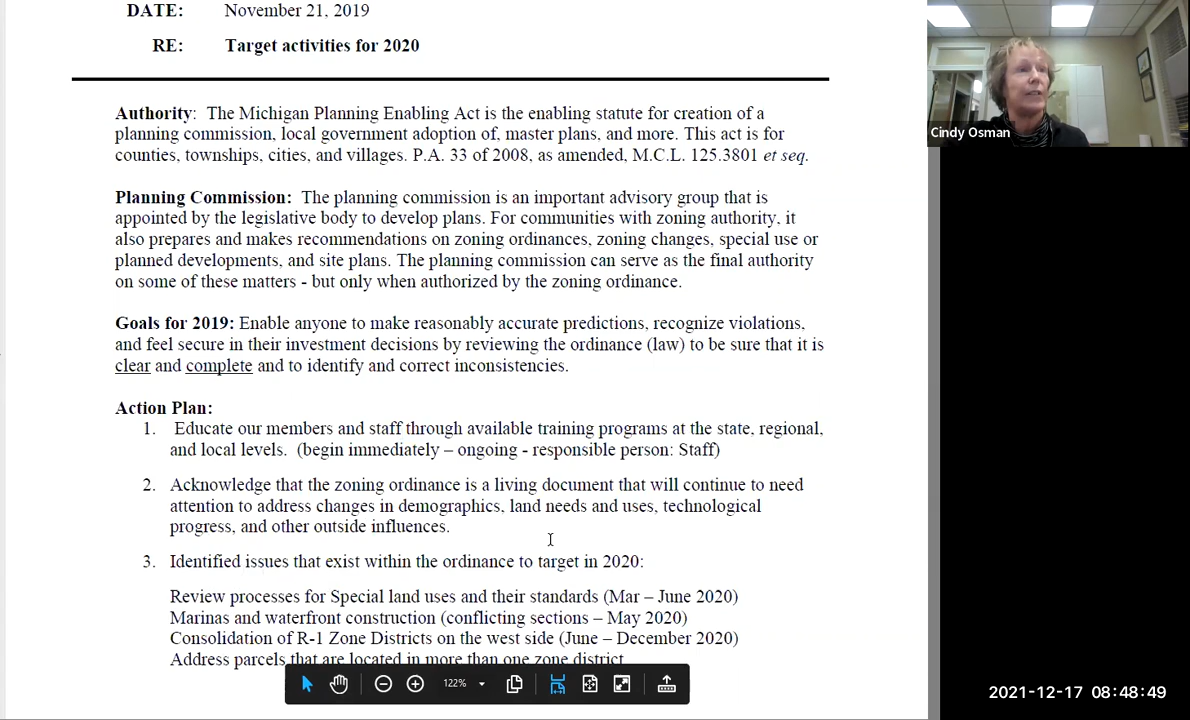 DATE: November 21, 2019
RE: Target activities for 2020
Authority: The Michigan Planning Enabling Act is the enabling statute for creation of a
planning commission, local government adoption of, master plans, and more. This act is for
counties, townships, cities, and villages. P.A. 33 of 2008, as amended, M.C.L. 125.3801 et seq.
Planning Commission: The planning commission is an important advisory group that is
appointed by the legislative body to develop plans. For communities with zoning authority, it
also prepares and makes recommendations on zoning ordinances, zoning changes, special use or
planned developments, and site plans. The planning commission can serve as the final authority
on some of these matters - but only when authorized by the zoning ordinance.
Goals for 2019: Enable anyone to make reasonably accurate predictions, recognize violations,
and feel secure in their investment decisions by reviewing the ordinance (law) to be sure that it is
clear and complete and to identify and correct inconsistencies.
Action Plan:
1. Educate our members and staff through available training programs at the state, regional,
and local levels. (begin immediately – ongoing - responsible person: Staff)
2. Acknowledge that the zoning ordinance is a living document that will continue to need
attention to address changes in demographics, land needs and uses, technological
progress, and other outside influences.
3. Identified issues that exist within the ordinance to target in 2020:
Review processes for Special land uses and their standards (Mar – June 2020)
Marinas and waterfront construction (conflicting sections – May 2020)
Consolidation of R-1 Zone Districts on the west side (June – December 2020)
Address parcels that are located in more than one zone district
122%
Cindy Osman
2021-12-17 08:48:49